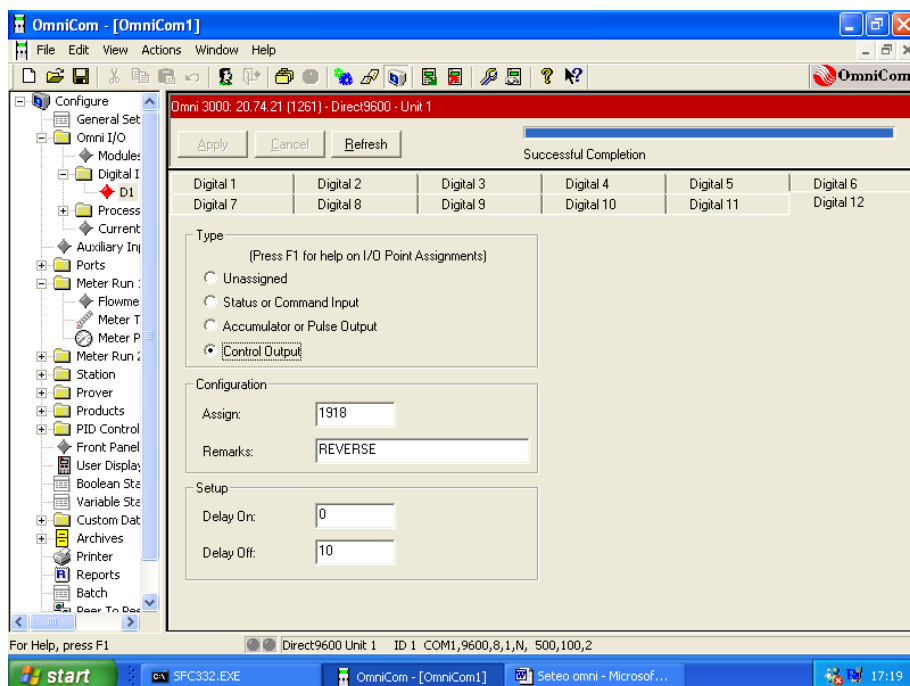 OmniCom - [OmniCom1]
File Edit View Actions Window Help
OmniCom
Configure
General Set
Omni I/O
Modules
Digital I
D1
Process
Current
Auxiliary Inp
Ports
Meter Run 1
Flowme
Meter T
Meter P
Meter Run 2
Station
Prover
Products
PID Control
Front Panel
User Display
Boolean Sta
Variable Sta
Custom Dat
Archives
Printer
Reports
Batch
Peer To Pee
Omni 3000: 20.74.21 (1261) - Direct9600 - Unit 1
Apply Cancel Refresh
Successful Completion
Digital 1 Digital 2 Digital 3 Digital 4 Digital 5 Digital 6
Digital 7 Digital 8 Digital 9 Digital 10 Digital 11 Digital 12
Type
(Press F1 for help on I/O Point Assignments)
Unassigned
Status or Command Input
Accumulator or Pulse Output
Control Output
Configuration
Assign: 1918
Remarks: REVERSE
Setup
Delay On: 0
Delay Off: 10
For Help, press F1 Direct9600 Unit 1 ID 1 COM1,9600,8,1,N, 500,100,2
start SFC332.EXE OmniCom - [OmniCom1] Seteo omni - Microsof... 17:19